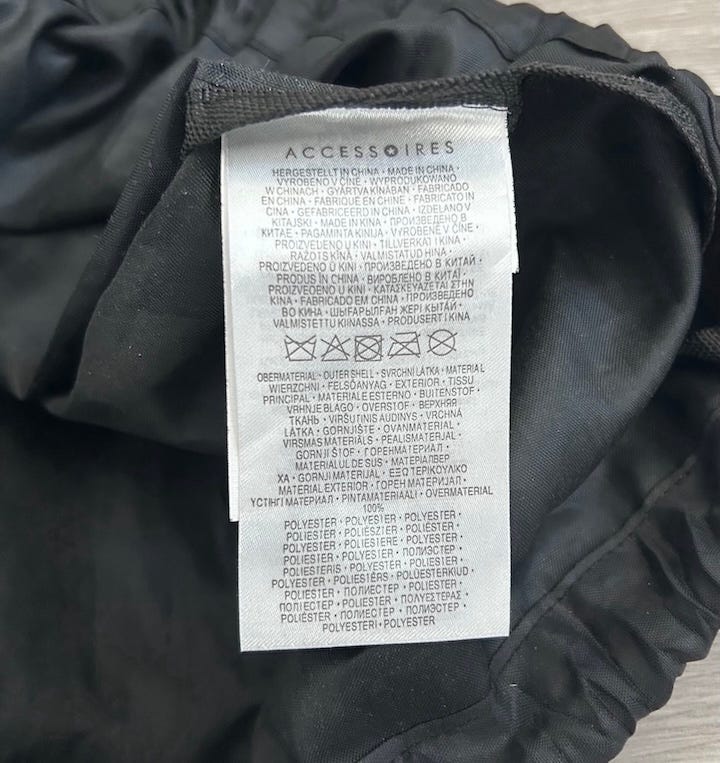 ACCESSOIRES
HERGESTELLT IN CHINA · MADE IN CHINA ·
VYROBENO V ČÍNĚ · WYPRODUKOWANO
W CHINACH · GYÁRTVA KÍNÁBAN · FABRICADO
EN CHINA · FABRIQUÉ EN CHINE · FABRICATO IN
CINA · GEFABRICEERD IN CHINA · IZDELANO V
KITAJSKI · MADE IN KINA · ПРОИЗВЕДЕНО В
КИТАЕ · PAGAMINTA KINIJA · VYROBENÉ V ČÍNE ·
PROIZVEDENO U KINI · TILLVERKAT I KINA ·
RAŽOTS ĶĪNĀ · VALMISTATUD HIINA ·
PROIZVEDENO U KINI · ПРОИЗВЕДЕНО В КИТАЙ ·
PRODUS IN CHINA · ВИРОБЛЕНО В КИТАЇ ·
PROIZVEDENO U KINI · ΚΑΤΑΣΚΕΥΑΖΕΤΑΙ ΣΤΗΝ
ΚΙΝΑ · FABRICADO EM CHINA · ПРОИЗВЕДЕНО
ВО КИНА · ШЫҒАРЫЛҒАН ЖЕРІ ҚЫТАЙ ·
VALMISTETTU KIINASSA · PRODUSERT I KINA
OBERMATERIAL · OUTER SHELL · SVRCHNÍ LÁTKA · MATERIAŁ
WIERZCHNI · FELSŐANYAG · EXTERIOR · TISSU
PRINCIPAL · MATERIALE ESTERNO · BUITENSTOF ·
VRHNJE BLAGO · OVERSTOF · ВЕРХНЯЯ
ТКАНЬ · VIRŠUTINIS AUDINYS · VRCHNÁ
LÁTKA · GORNJIŠTE · OVANMATERIAL ·
VIRSMAS MATERIĀLS · PEALISMATERJAL ·
GORNJI ŠTOF · ГОРЕН МАТЕРИАЛ ·
MATERIALUL DE SUS · МАТЕРІАЛ ВЕР
ХА · GORNJI MATERIJAL · ΕΞΩΤΕΡΙΚΟ ΥΛΙΚΟ
MATERIAL EXTERIOR · ГОРЕН МАТЕРИЈАЛ ·
ҮСТІҢГІ МАТЕРИАЛ · PINTAMATERIAALI · OVERMATERIAL
100%
POLYESTER · POLYESTER · POLYESTER ·
POLIESTER · POLIÉSZTER · POLIÉSTER ·
POLYESTER · POLIESTERE · POLYESTER ·
POLIESTER · POLYESTER · ПОЛИЭСТЕР ·
POLIESTERIS · POLYESTER · POLIESTER ·
POLYESTER · POLIESTĒRS · POLÜESTERKIUD ·
POLIESTER · ПОЛИЕСТЕР · POLIESTER ·
ПОЛІЕСТЕР · POLIESTER · ΠΟΛΥΕΣΤΕΡΑΣ ·
POLIÉSTER · ПОЛИЕСТЕР · ПОЛИЭСТЕР ·
POLYESTERI · POLYESTER